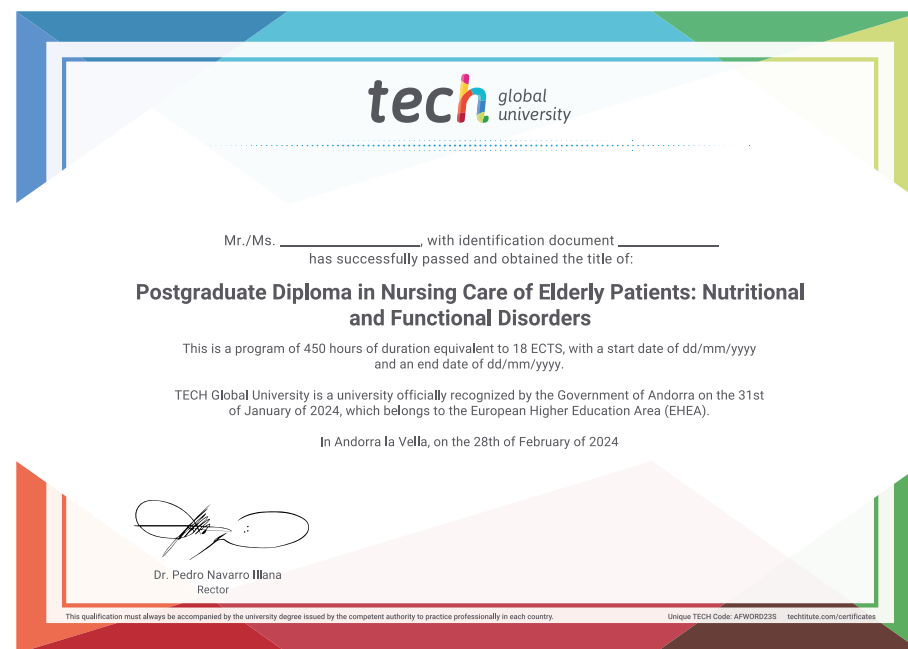 tech global
university
Mr./Ms. ____________________, with identification document ______________
has successfully passed and obtained the title of:
Postgraduate Diploma in Nursing Care of Elderly Patients: Nutritional
and Functional Disorders
This is a program of 450 hours of duration equivalent to 18 ECTS, with a start date of dd/mm/yyyy
and an end date of dd/mm/yyyy.
TECH Global University is a university officially recognized by the Government of Andorra on the 31st
of January of 2024, which belongs to the European Higher Education Area (EHEA).
In Andorra la Vella, on the 28th of February of 2024
Dr. Pedro Navarro Illana
Rector
This qualification must always be accompanied by the university degree issued by the competent authority to practice professionally in each country. Unique TECH Code: AFWORD23S techtitute.com/certificates